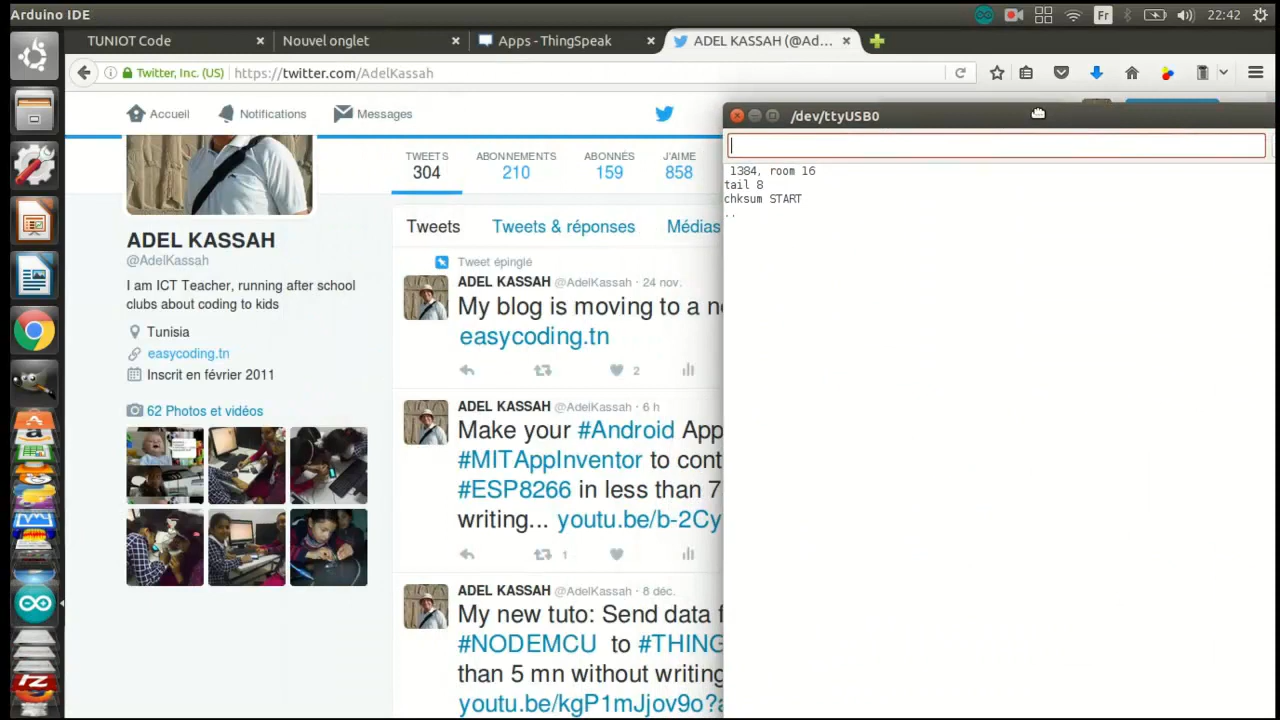 Arduino IDE
Fr
22:42
TUNIOT Code
Nouvel onglet
Apps - ThingSpeak
ADEL KASSAH (@Ad...
Twitter, Inc. (US)
https://twitter.com/AdelKassah
Accueil
Notifications
Messages
TWEETS
304
ABONNEMENTS
210
ABONNÉS
159
J'AIME
858
ADEL KASSAH
@AdelKassah
I am ICT Teacher, running after school
clubs about coding to kids
Tunisia
easycoding.tn
Inscrit en février 2011
62 Photos et vidéos
Tweets
Tweets & réponses
Médias
Tweet épinglé
ADEL KASSAH @AdelKassah · 24 nov.
My blog is moving to a n
easycoding.tn
2
ADEL KASSAH @AdelKassah · 6 h
Make your #Android App
#MITAppInventor to cont
#ESP8266 in less than 7
writing... youtu.be/b-2Cy
1
ADEL KASSAH @AdelKassah · 8 déc.
My new tuto: Send data f
#NODEMCU to #THING
than 5 mn without writing
youtu.be/kgP1mJjov9o?a
/dev/ttyUSB0
1384, room 16
tail 8
chksum START
..